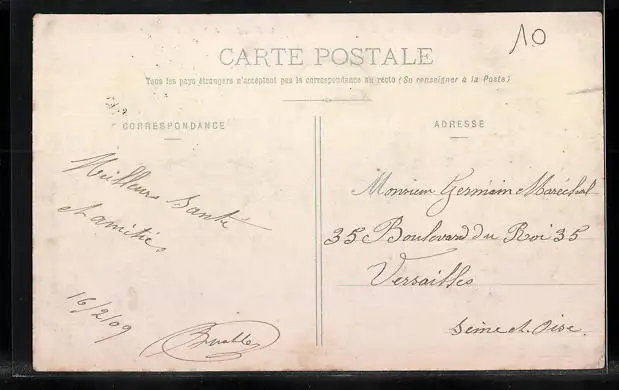 10
CARTE POSTALE
Tous les pays étrangers n'acceptent pas la correspondance au recto (Se renseigner à la Poste)
CORRESPONDANCE
ADRESSE
Meilleure Santé
et amitiés
16/2/09
Monsieur Germain Maréchal
35 Boulevard du Roi 35
Versailles
Seine et Oise.